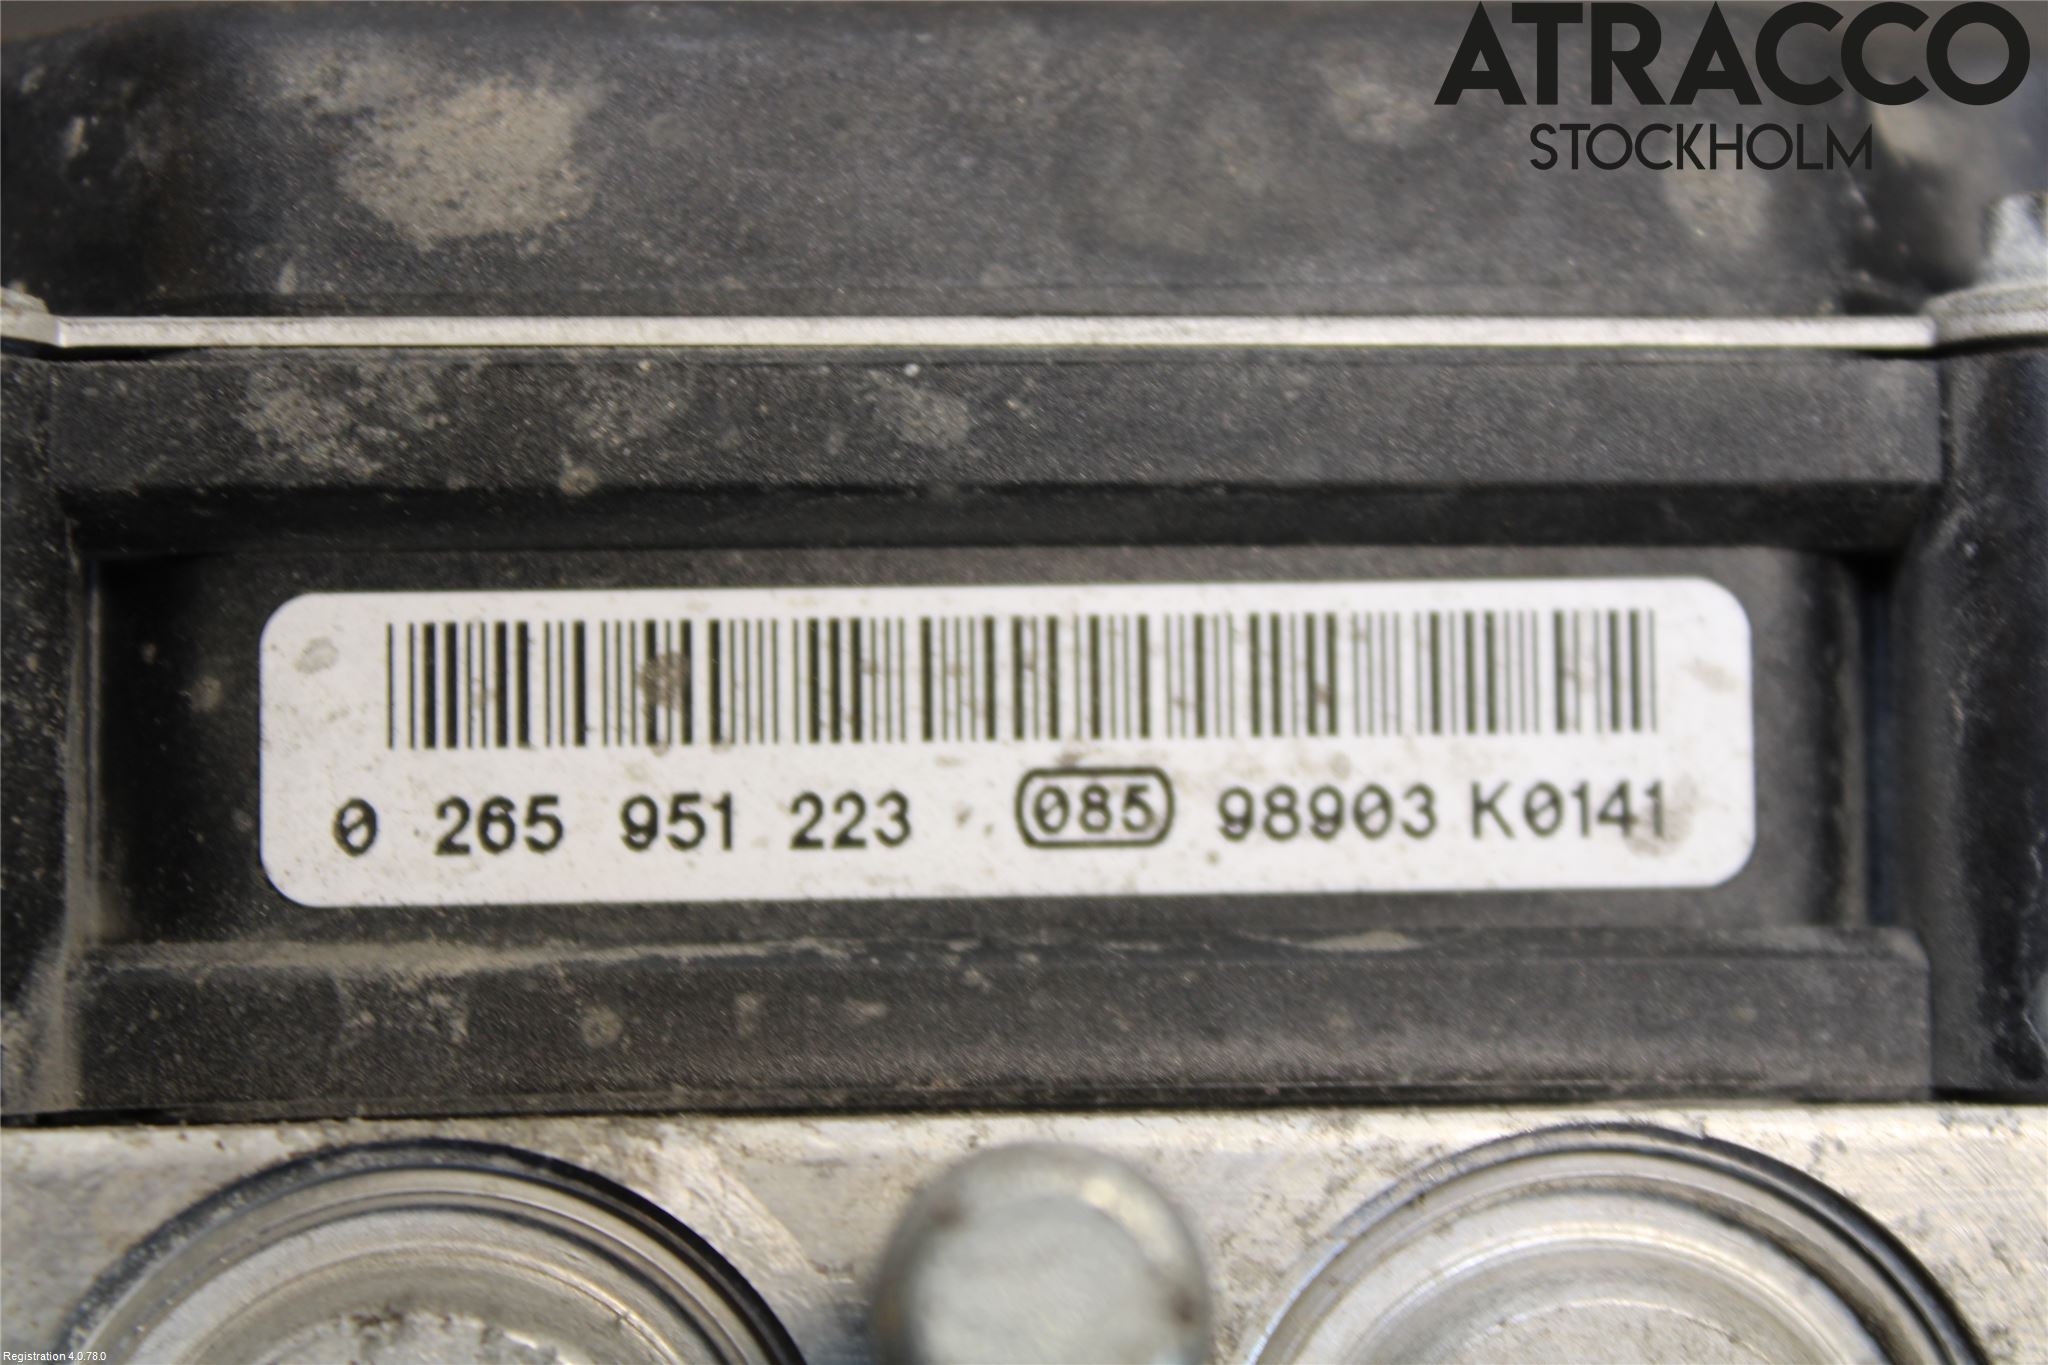 ATRACCO
STOCKHOLM
0 265 951 223 085 98903 K0141
Registration 4.0.78.0